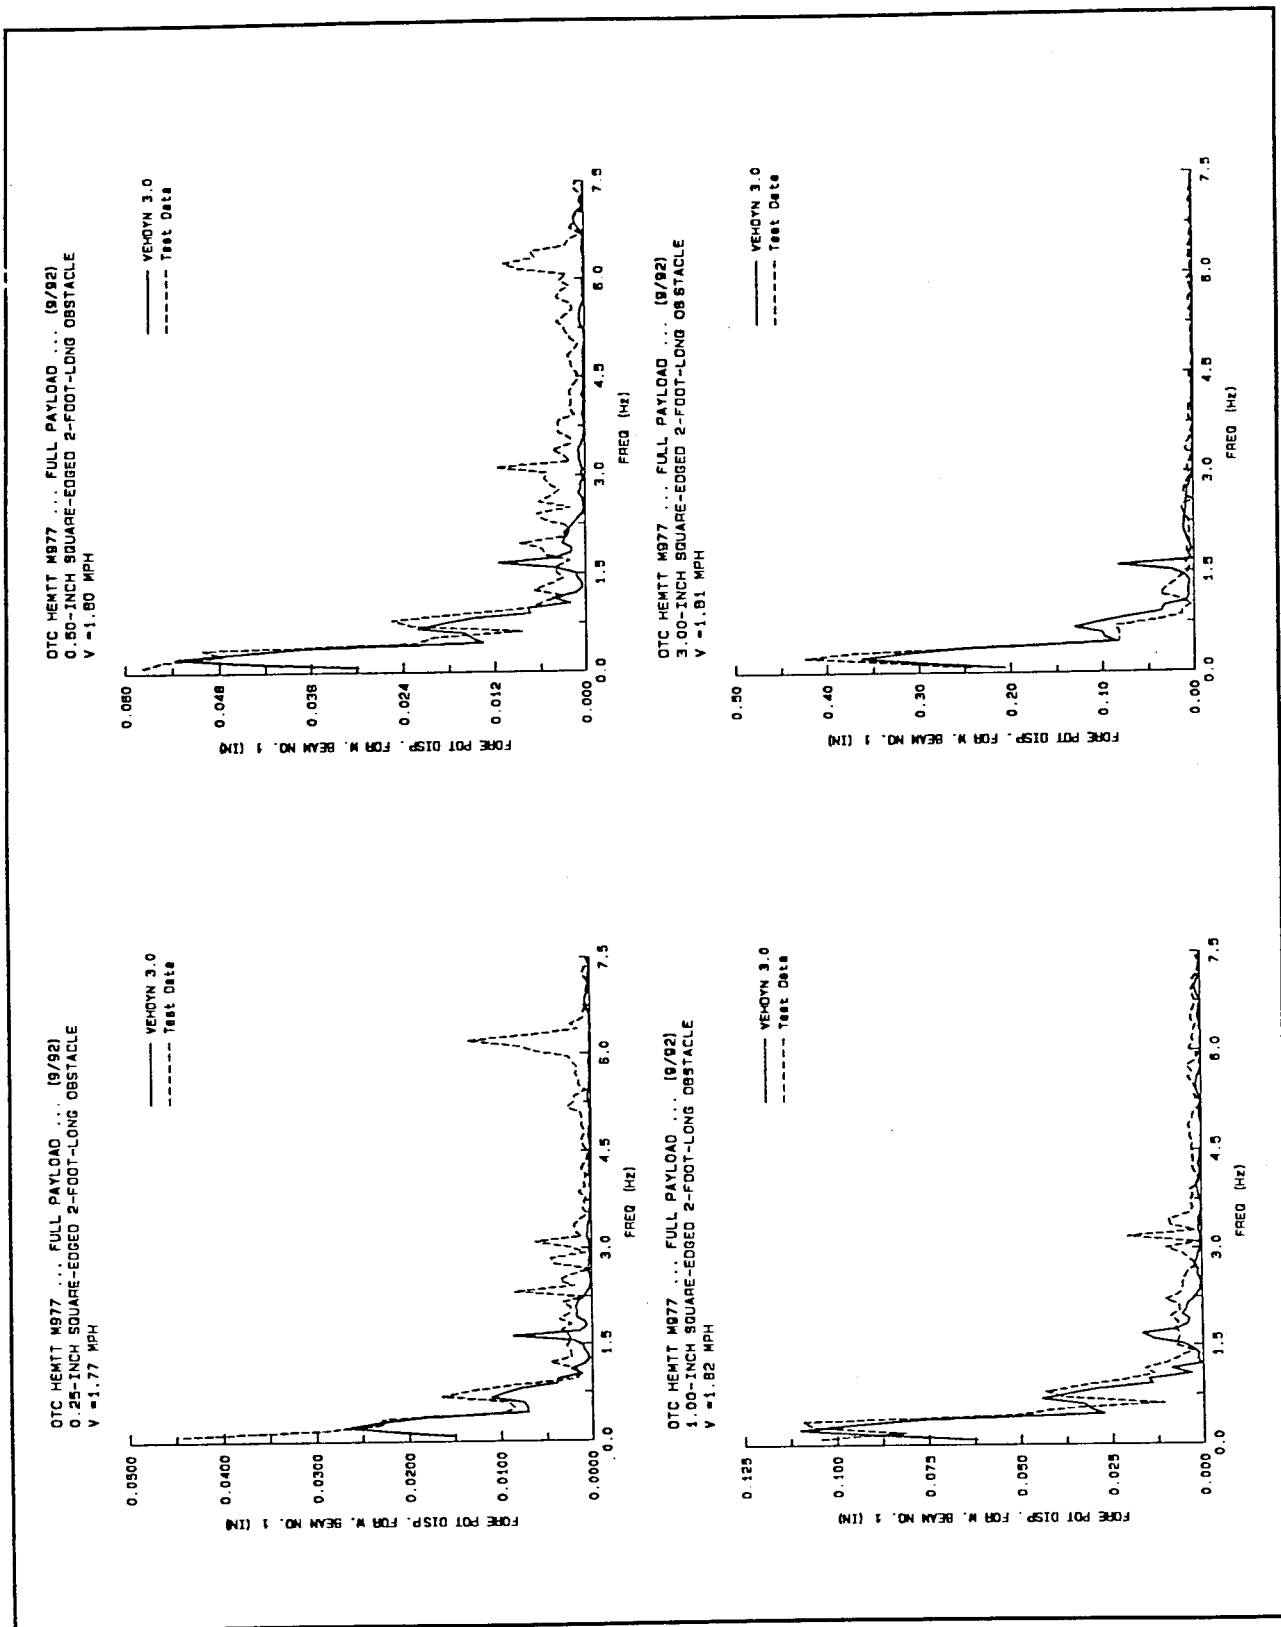 OTC HEMTT M977 ... FULL PAYLOAD ... (9/92)
0.25-INCH SQUARE-EDGED 2-FOOT-LONG OBSTACLE
V =1.77 MPH
VEHDYN 3.0
Test Data
FORE POT DISP. FOR W. BEAM NO. 1 (IN)
0.0500
0.0400
0.0300
0.0200
0.0100
0.0000
0.0 1.5 3.0 4.5 6.0 7.5
FREQ (Hz)
OTC HEMTT M977 ... FULL PAYLOAD ... (9/92)
0.50-INCH SQUARE-EDGED 2-FOOT-LONG OBSTACLE
V =1.80 MPH
VEHDYN 3.0
Test Data
FORE POT DISP. FOR W. BEAM NO. 1 (IN)
0.060
0.048
0.036
0.024
0.012
0.000
0.0 1.5 3.0 4.5 6.0 7.5
FREQ (Hz)
OTC HEMTT M977 ... FULL PAYLOAD ... (9/92)
1.00-INCH SQUARE-EDGED 2-FOOT-LONG OBSTACLE
V =1.82 MPH
VEHDYN 3.0
Test Data
FORE POT DISP. FOR W. BEAM NO. 1 (IN)
0.125
0.100
0.075
0.050
0.025
0.000
0.0 1.5 3.0 4.5 6.0 7.5
FREQ (Hz)
OTC HEMTT M977 ... FULL PAYLOAD ... (9/92)
3.00-INCH SQUARE-EDGED 2-FOOT-LONG OBSTACLE
V =1.81 MPH
VEHDYN 3.0
Test Data
FORE POT DISP. FOR W. BEAM NO. 1 (IN)
0.50
0.40
0.30
0.20
0.10
0.00
0.0 1.5 3.0 4.5 6.0 7.5
FREQ (Hz)